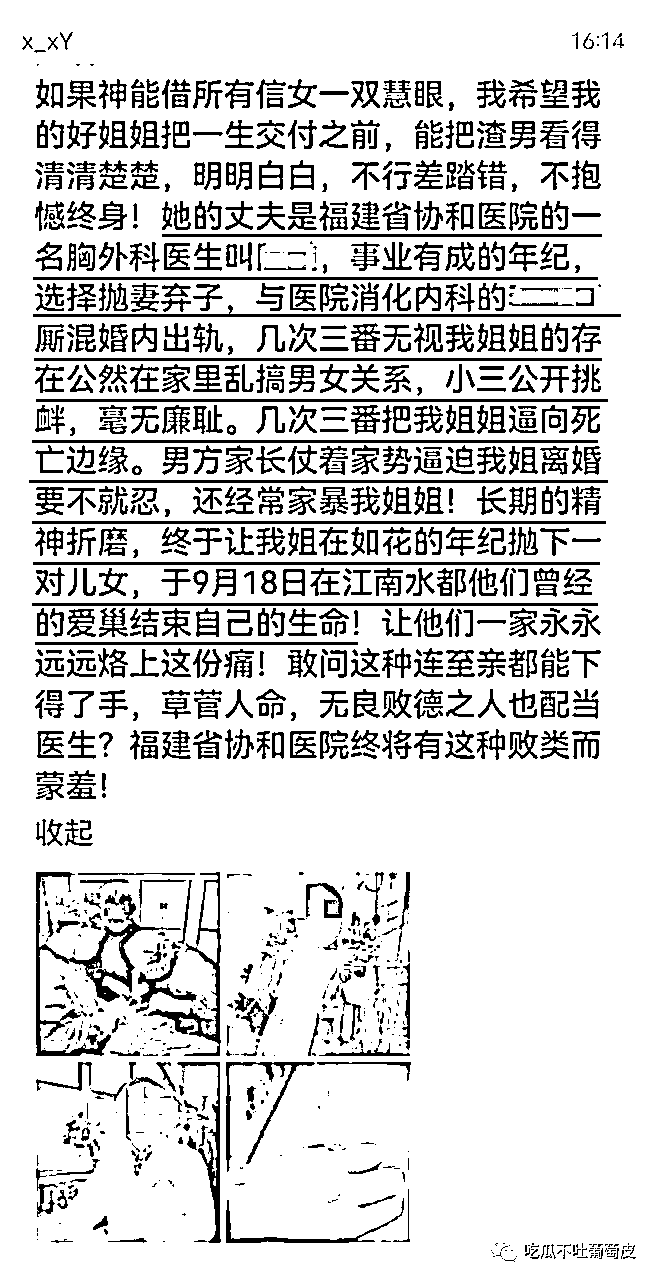 x_xY
16:14
如果神能借所有信女一双慧眼，我希望我
的好姐姐把一生交付之前，能把渣男看得
清清楚楚，明明白白，不行差踏错，不抱
憾终身！她的丈夫是福建省协和医院的一
名胸外科医生叫，事业有成的年纪，
选择抛妻弃子，与医院消化内科的
厮混婚内出轨，几次三番无视我姐姐的存
在公然在家里乱搞男女关系，小三公开挑
衅，毫无廉耻。几次三番把我姐姐逼向死
亡边缘。男方家长仗着家势逼迫我姐离婚
要不就忍，还经常家暴我姐姐！长期的精
神折磨，终于让我姐在如花的年纪抛下一
对儿女，于9月18日在江南水都他们曾经
的爱巢结束自己的生命！让他们一家永永
远远烙上这份痛！敢问这种连至亲都能下
得了手，草菅人命，无良败德之人也配当
医生？福建省协和医院终将有这种败类而
蒙羞！
收起
吃瓜不吐葡萄皮